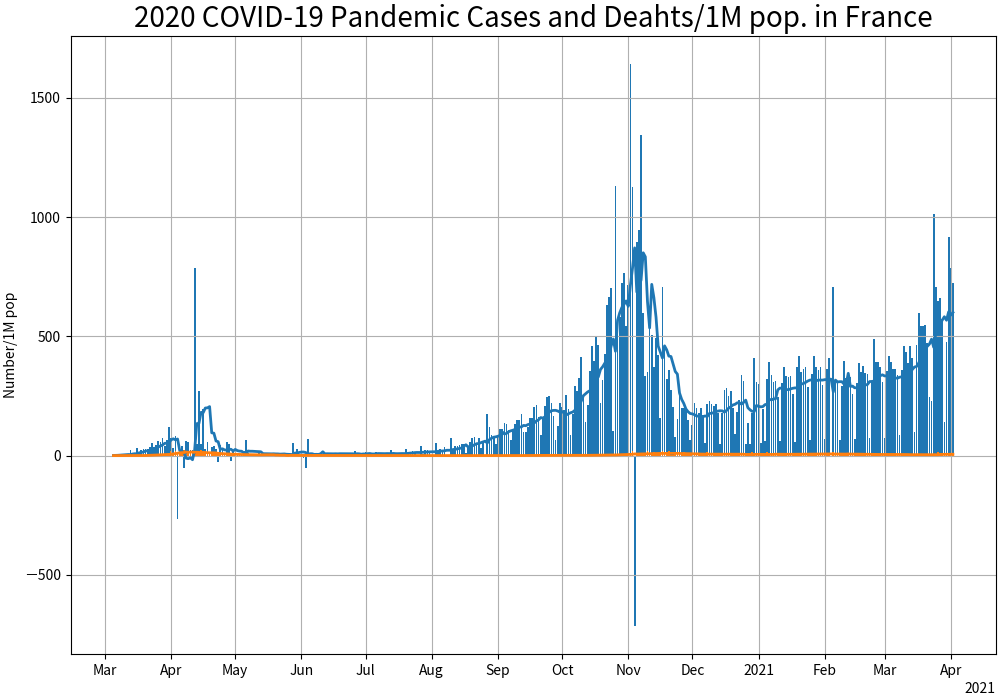 2020 COVID-19 Pandemic Cases and Deahts/1M pop. in France
Number/1M pop
1500
1000
500
0
−500
Mar Apr May Jun Jul Aug Sep Oct Nov Dec 2021 Feb Mar Apr
2021